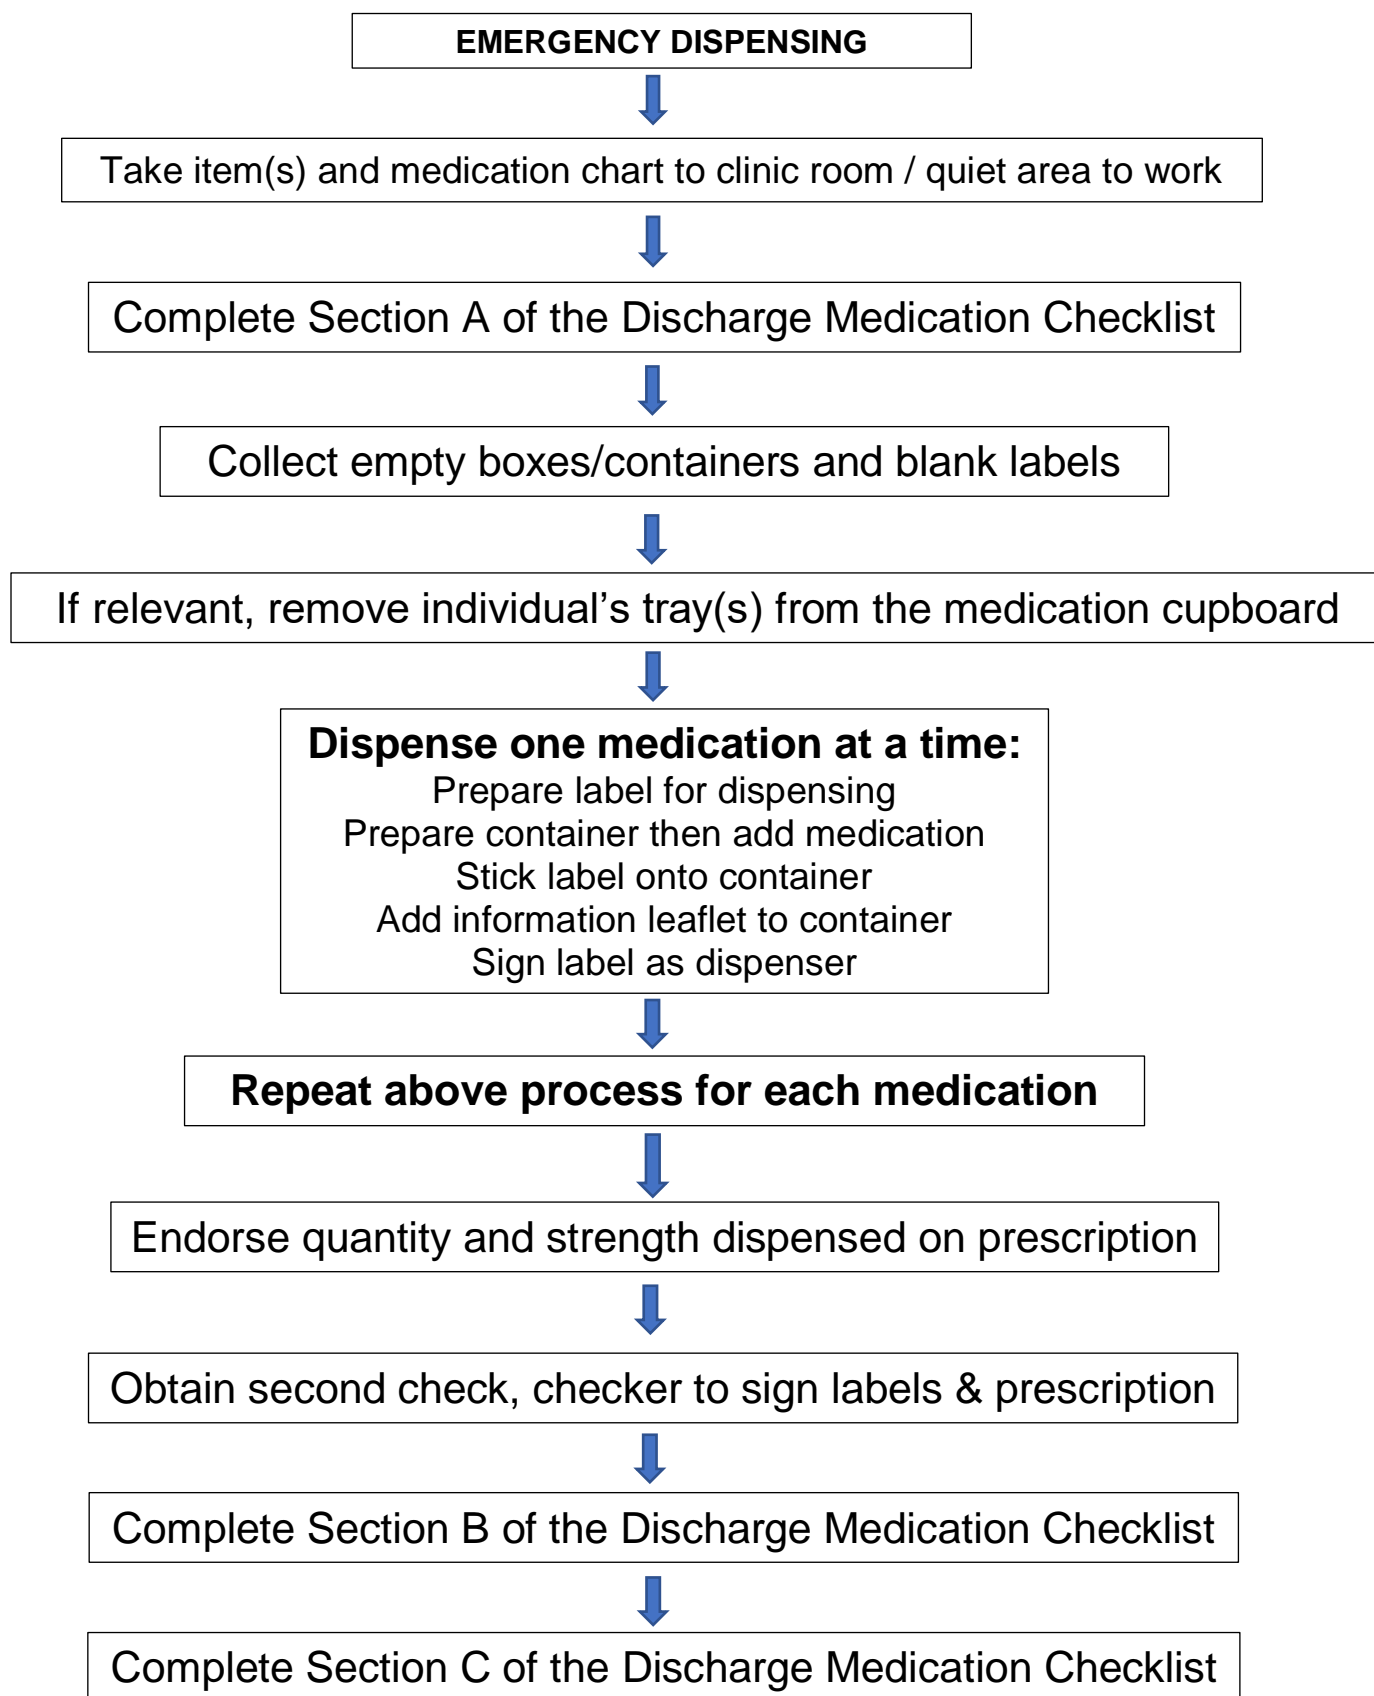 EMERGENCY DISPENSING
Take item(s) and medication chart to clinic room / quiet area to work
Complete Section A of the Discharge Medication Checklist
Collect empty boxes/containers and blank labels
If relevant, remove individual’s tray(s) from the medication cupboard
Dispense one medication at a time:
Prepare label for dispensing
Prepare container then add medication
Stick label onto container
Add information leaflet to container
Sign label as dispenser
Repeat above process for each medication
Endorse quantity and strength dispensed on prescription
Obtain second check, checker to sign labels & prescription
Complete Section B of the Discharge Medication Checklist
Complete Section C of the Discharge Medication Checklist